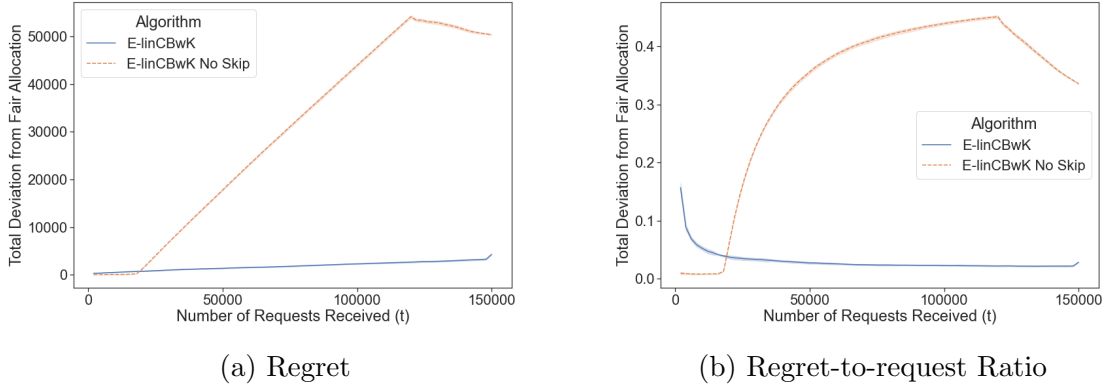 Total Deviation from Fair Allocation
50000
40000
30000
20000
10000
0
Algorithm
E-linCBwK
E-linCBwK No Skip
0
50000
100000
150000
Number of Requests Received (t)
(a) Regret
Total Deviation from Fair Allocation
0.4
0.3
0.2
0.1
0.0
Algorithm
E-linCBwK
E-linCBwK No Skip
0
50000
100000
150000
Number of Requests Received (t)
(b) Regret-to-request Ratio